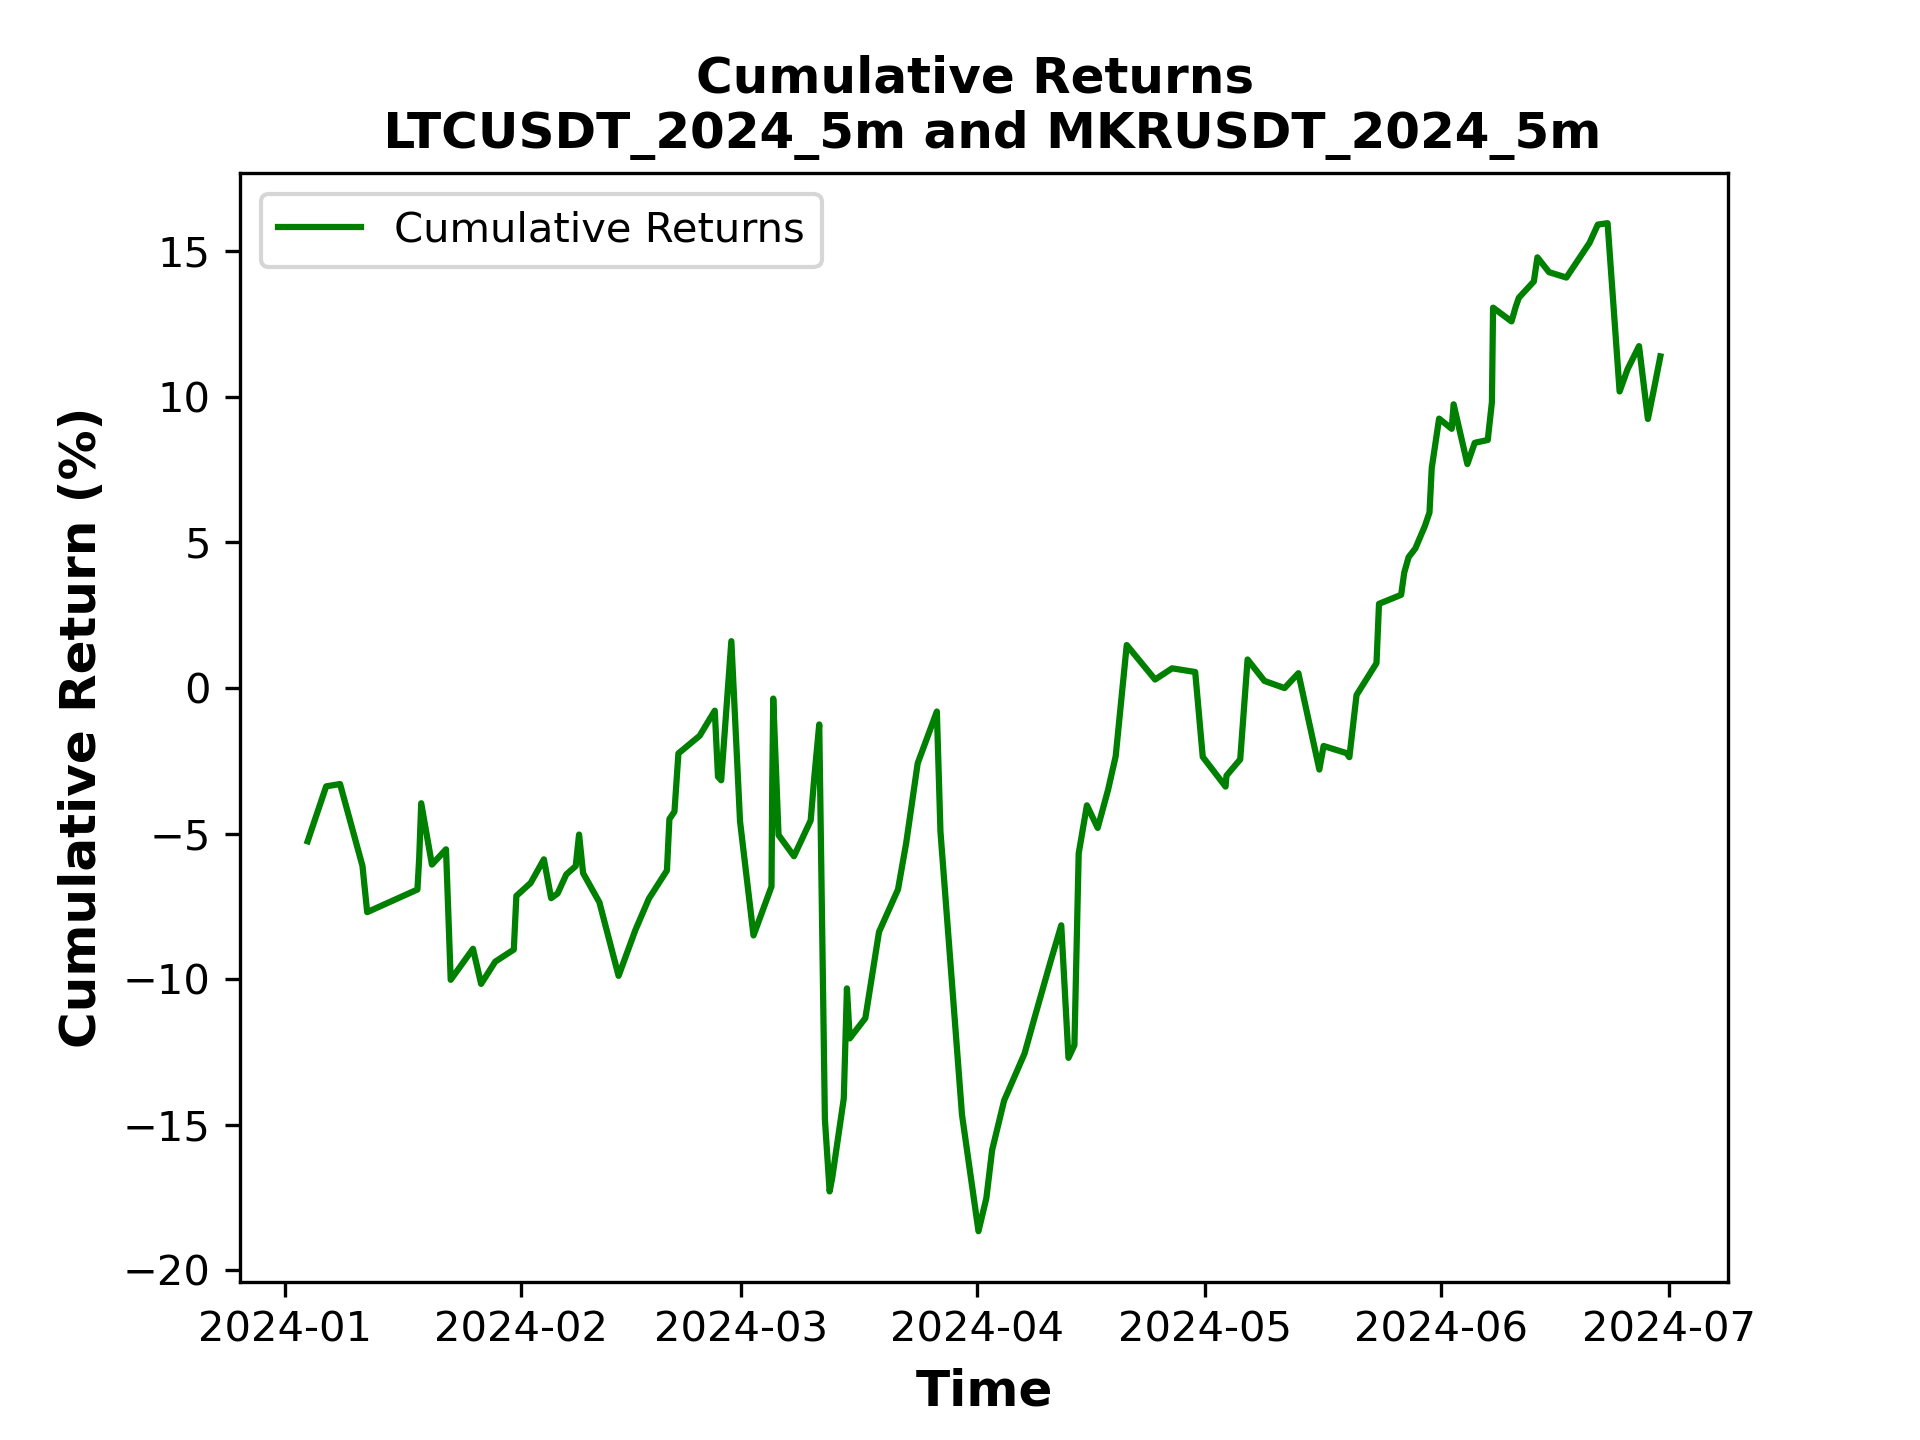 Cumulative Returns
LTCUSDT_2024_5m and MKRUSDT_2024_5m
Cumulative Returns
Cumulative Return (%)
15
10
5
0
−5
−10
−15
−20
2024-01 2024-02 2024-03 2024-04 2024-05 2024-06 2024-07
Time